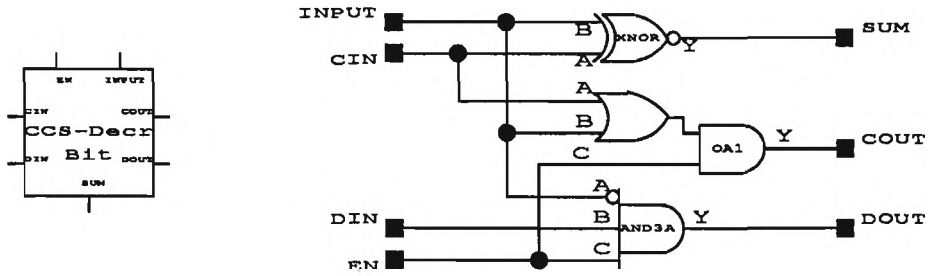 EN INPUT
CIN COUT
CCS-Decr
Bit
DIN DOUT
SUM
INPUT
CIN
B
A
XNOR
Y
SUM
A
B
C
OA1
Y
COUT
A
B
C
AND3A
Y
DIN
EN
DOUT